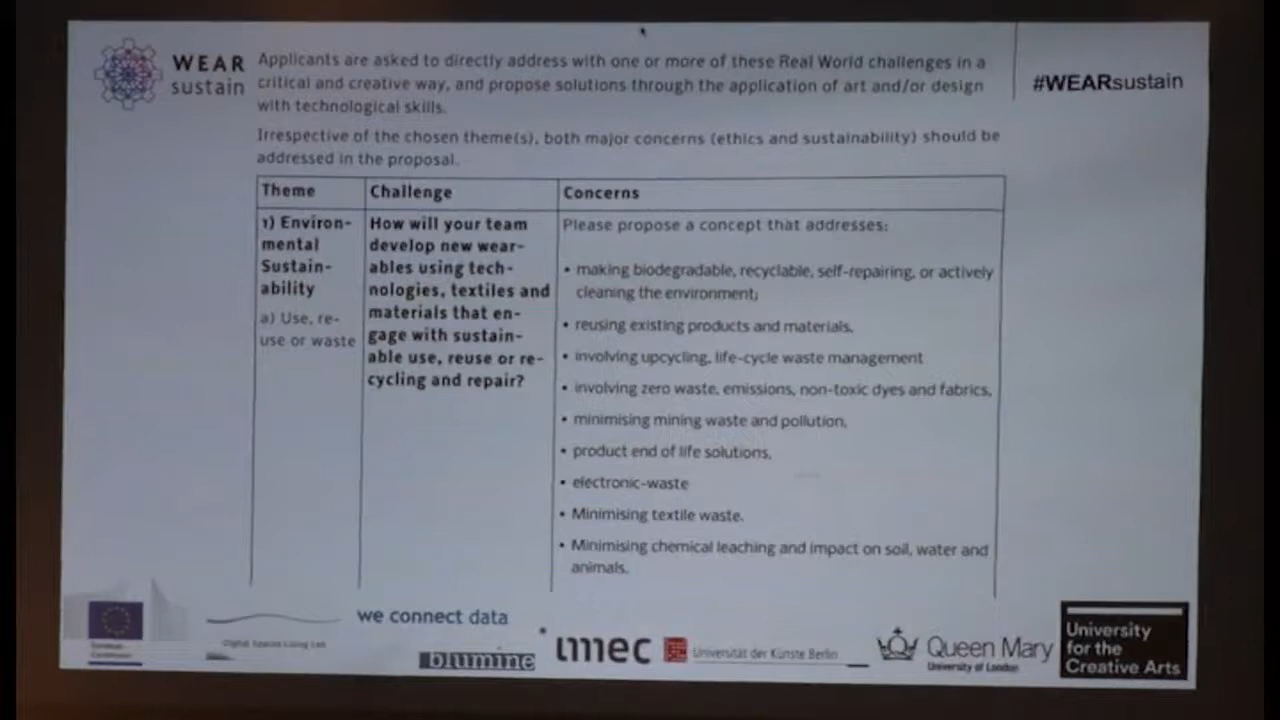 WEAR
sustain
Applicants are asked to directly address with one or more of these Real World challenges in a
critical and creative way, and propose solutions through the application of art and/or design
with technological skills.
#WEARsustain
Irrespective of the chosen theme(s), both major concerns (ethics and sustainability) should be
addressed in the proposal.
Theme
Challenge
Concerns
1) Environ-
mental
Sustain-
ability
a) Use, re-
use or waste
How will your team
develop new wear-
ables using tech-
nologies, textiles and
materials that en-
gage with sustain-
able use, reuse or re-
cycling and repair?
Please propose a concept that addresses:
• making biodegradable, recyclable, self-repairing, or actively
cleaning the environment;
• reusing existing products and materials,
• involving upcycling, life-cycle waste management
• involving zero waste, emissions, non-toxic dyes and fabrics,
• minimising mining waste and pollution,
• product end of life solutions,
• electronic-waste
• Minimising textile waste.
• Minimising chemical leaching and impact on soil, water and
animals.
European
Commission
Digital Spaces Living Lab
we connect data
blumine
imec
Universität der Künste Berlin
Queen Mary
University of London
University
for the
Creative Arts